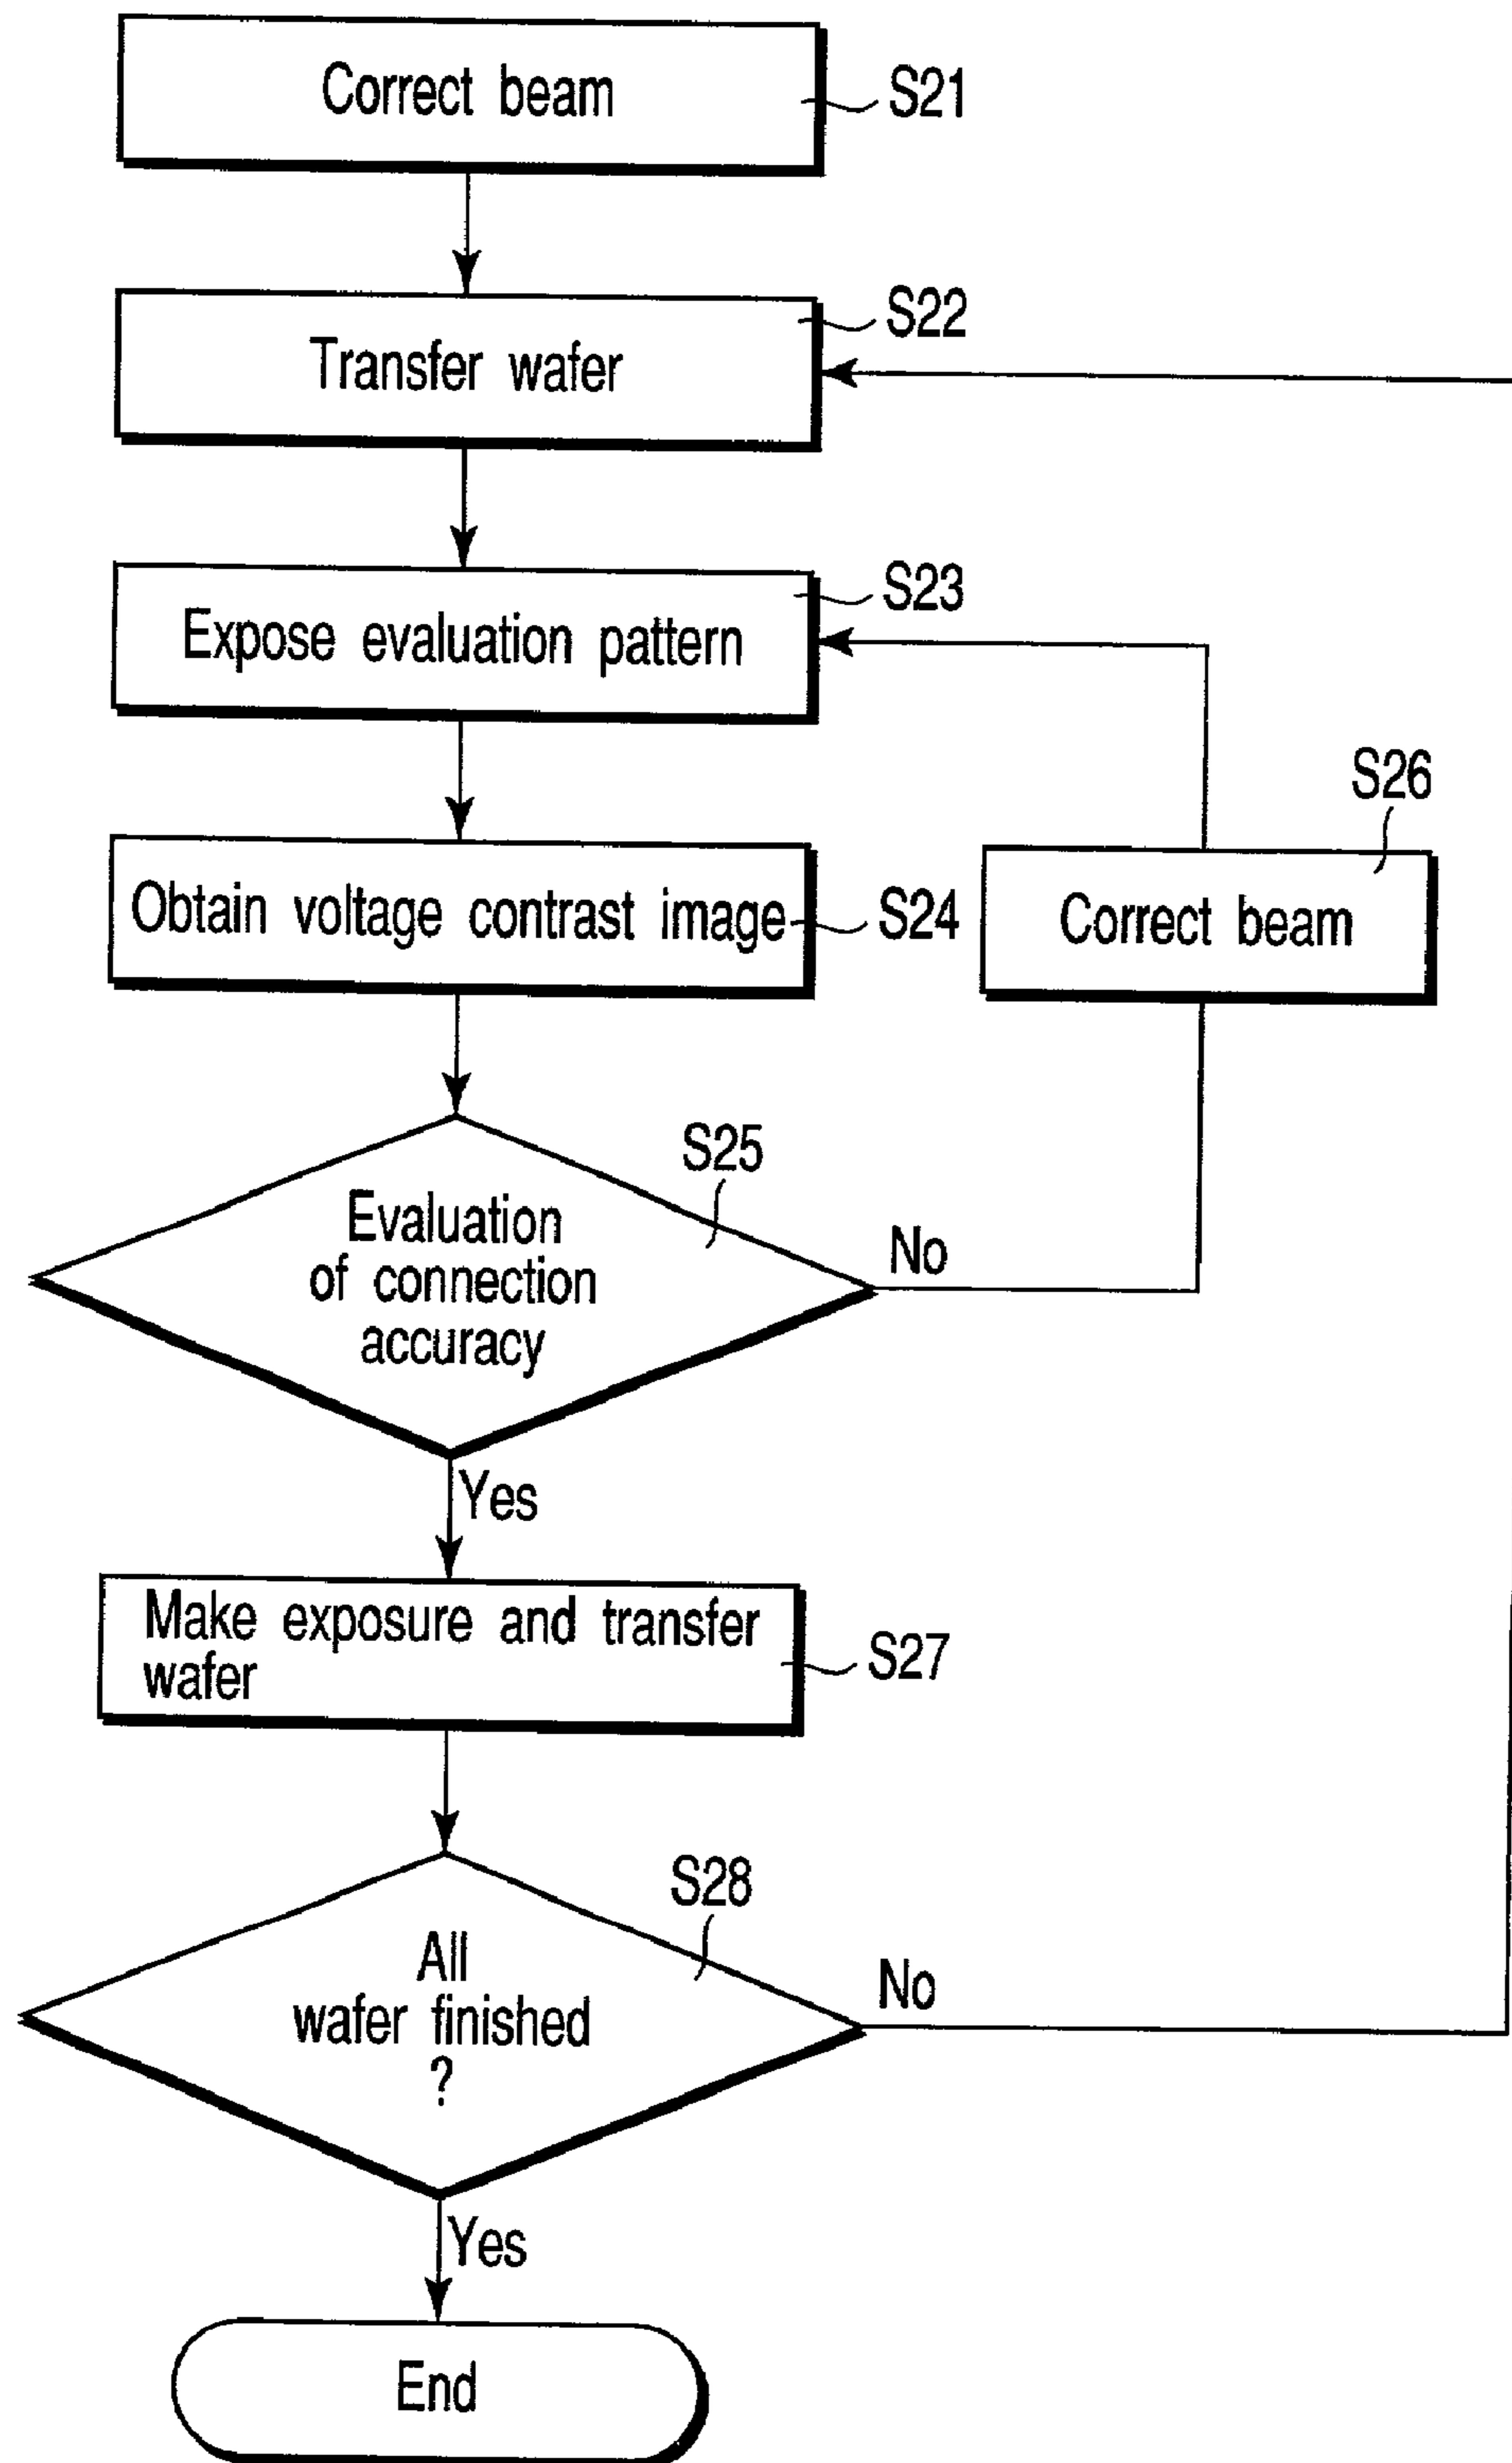 Correct beam
S21
Transfer wafer
S22
Expose evaluation pattern
S23
Obtain voltage contrast image
S24
Correct beam
S26
Evaluation
of connection
accuracy
S25
No
Yes
Make exposure and transfer
wafer
S27
All
wafer finished
?
S28
No
Yes
End